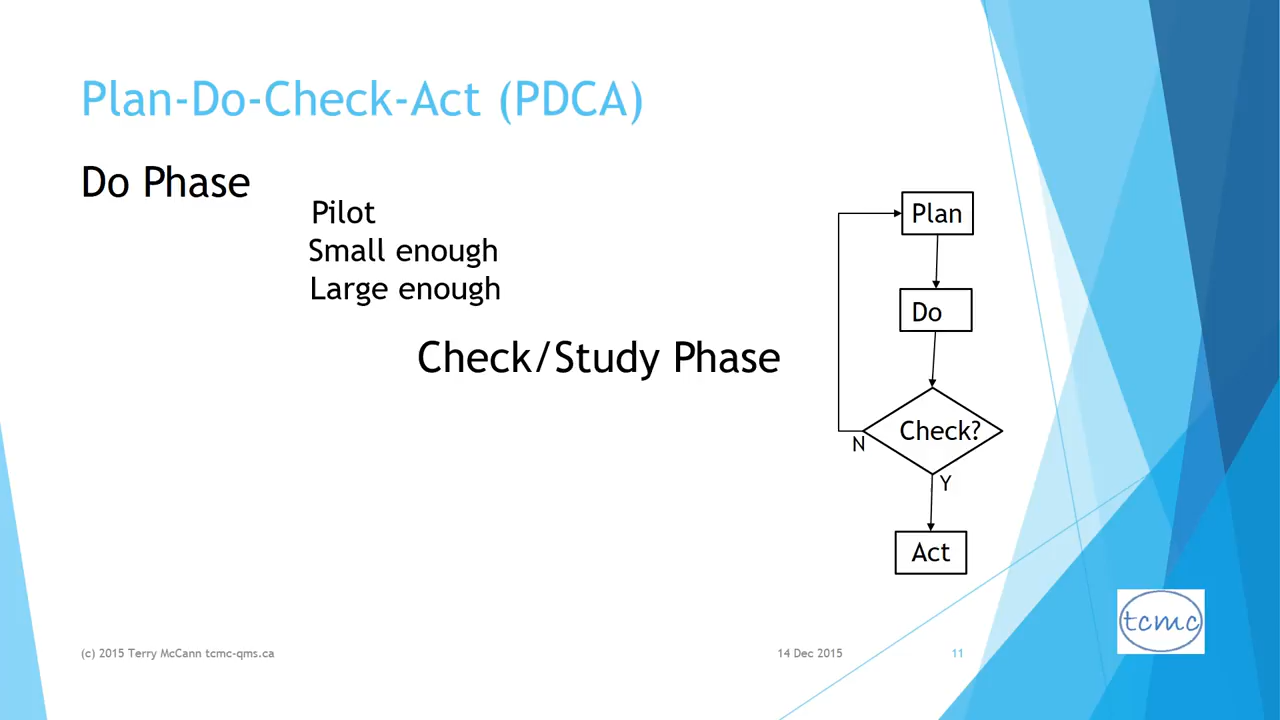 Plan-Do-Check-Act (PDCA)
Do Phase
Pilot
Small enough
Large enough
Check/Study Phase
Plan
Do
Check?
N
Y
Act
tcmc
(c) 2015 Terry McCann tcmc-qms.ca
14 Dec 2015
11